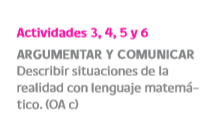 Actividades 3, 4, 5 y 6
ARGUMENTAR Y COMUNICAR
Describir situaciones de la
realidad con lenguaje matemá-
tico. (OA c)